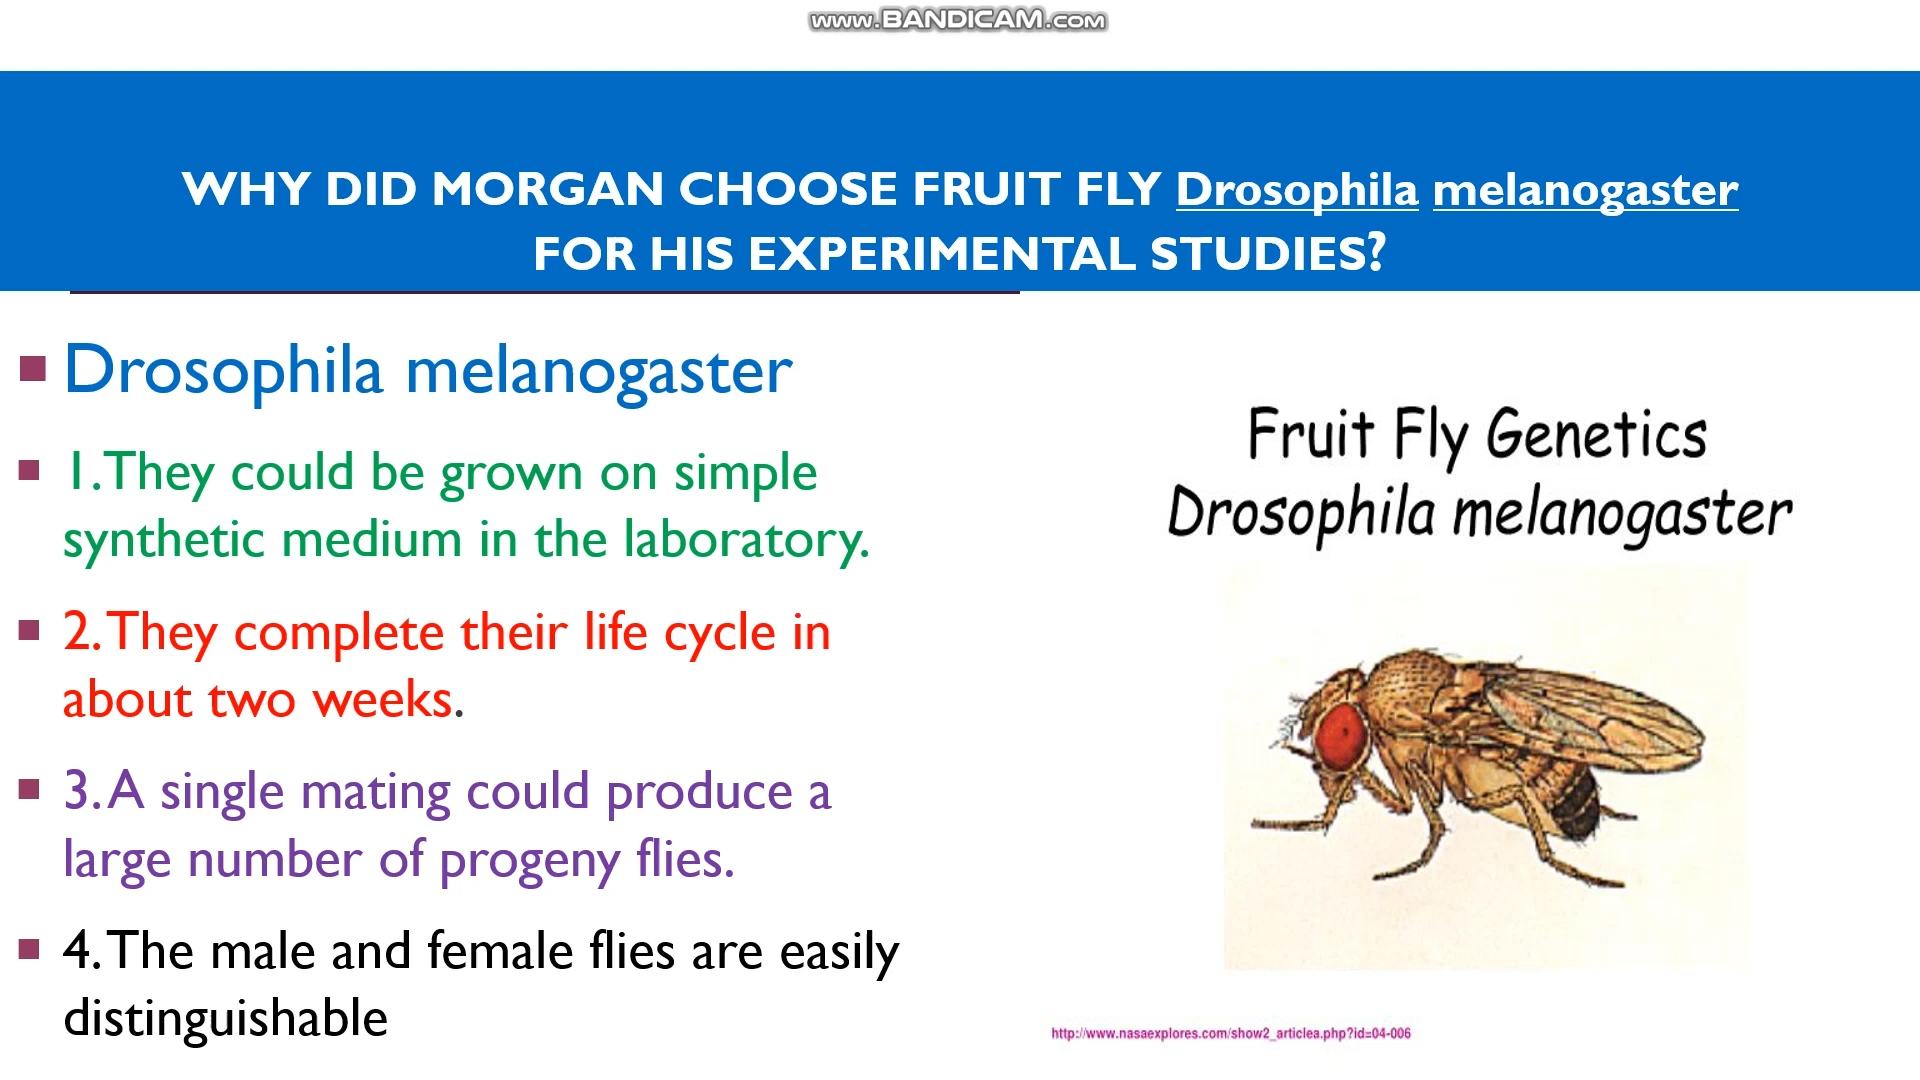 www.BANDICAM.com
WHY DID MORGAN CHOOSE FRUIT FLY Drosophila melanogaster
FOR HIS EXPERIMENTAL STUDIES?
Drosophila melanogaster
1. They could be grown on simple
synthetic medium in the laboratory.
2. They complete their life cycle in
about two weeks.
3. A single mating could produce a
large number of progeny flies.
4. The male and female flies are easily
distinguishable
Fruit Fly Genetics
Drosophila melanogaster
http://www.nasaexplores.com/show2_articlea.php?id=04-006